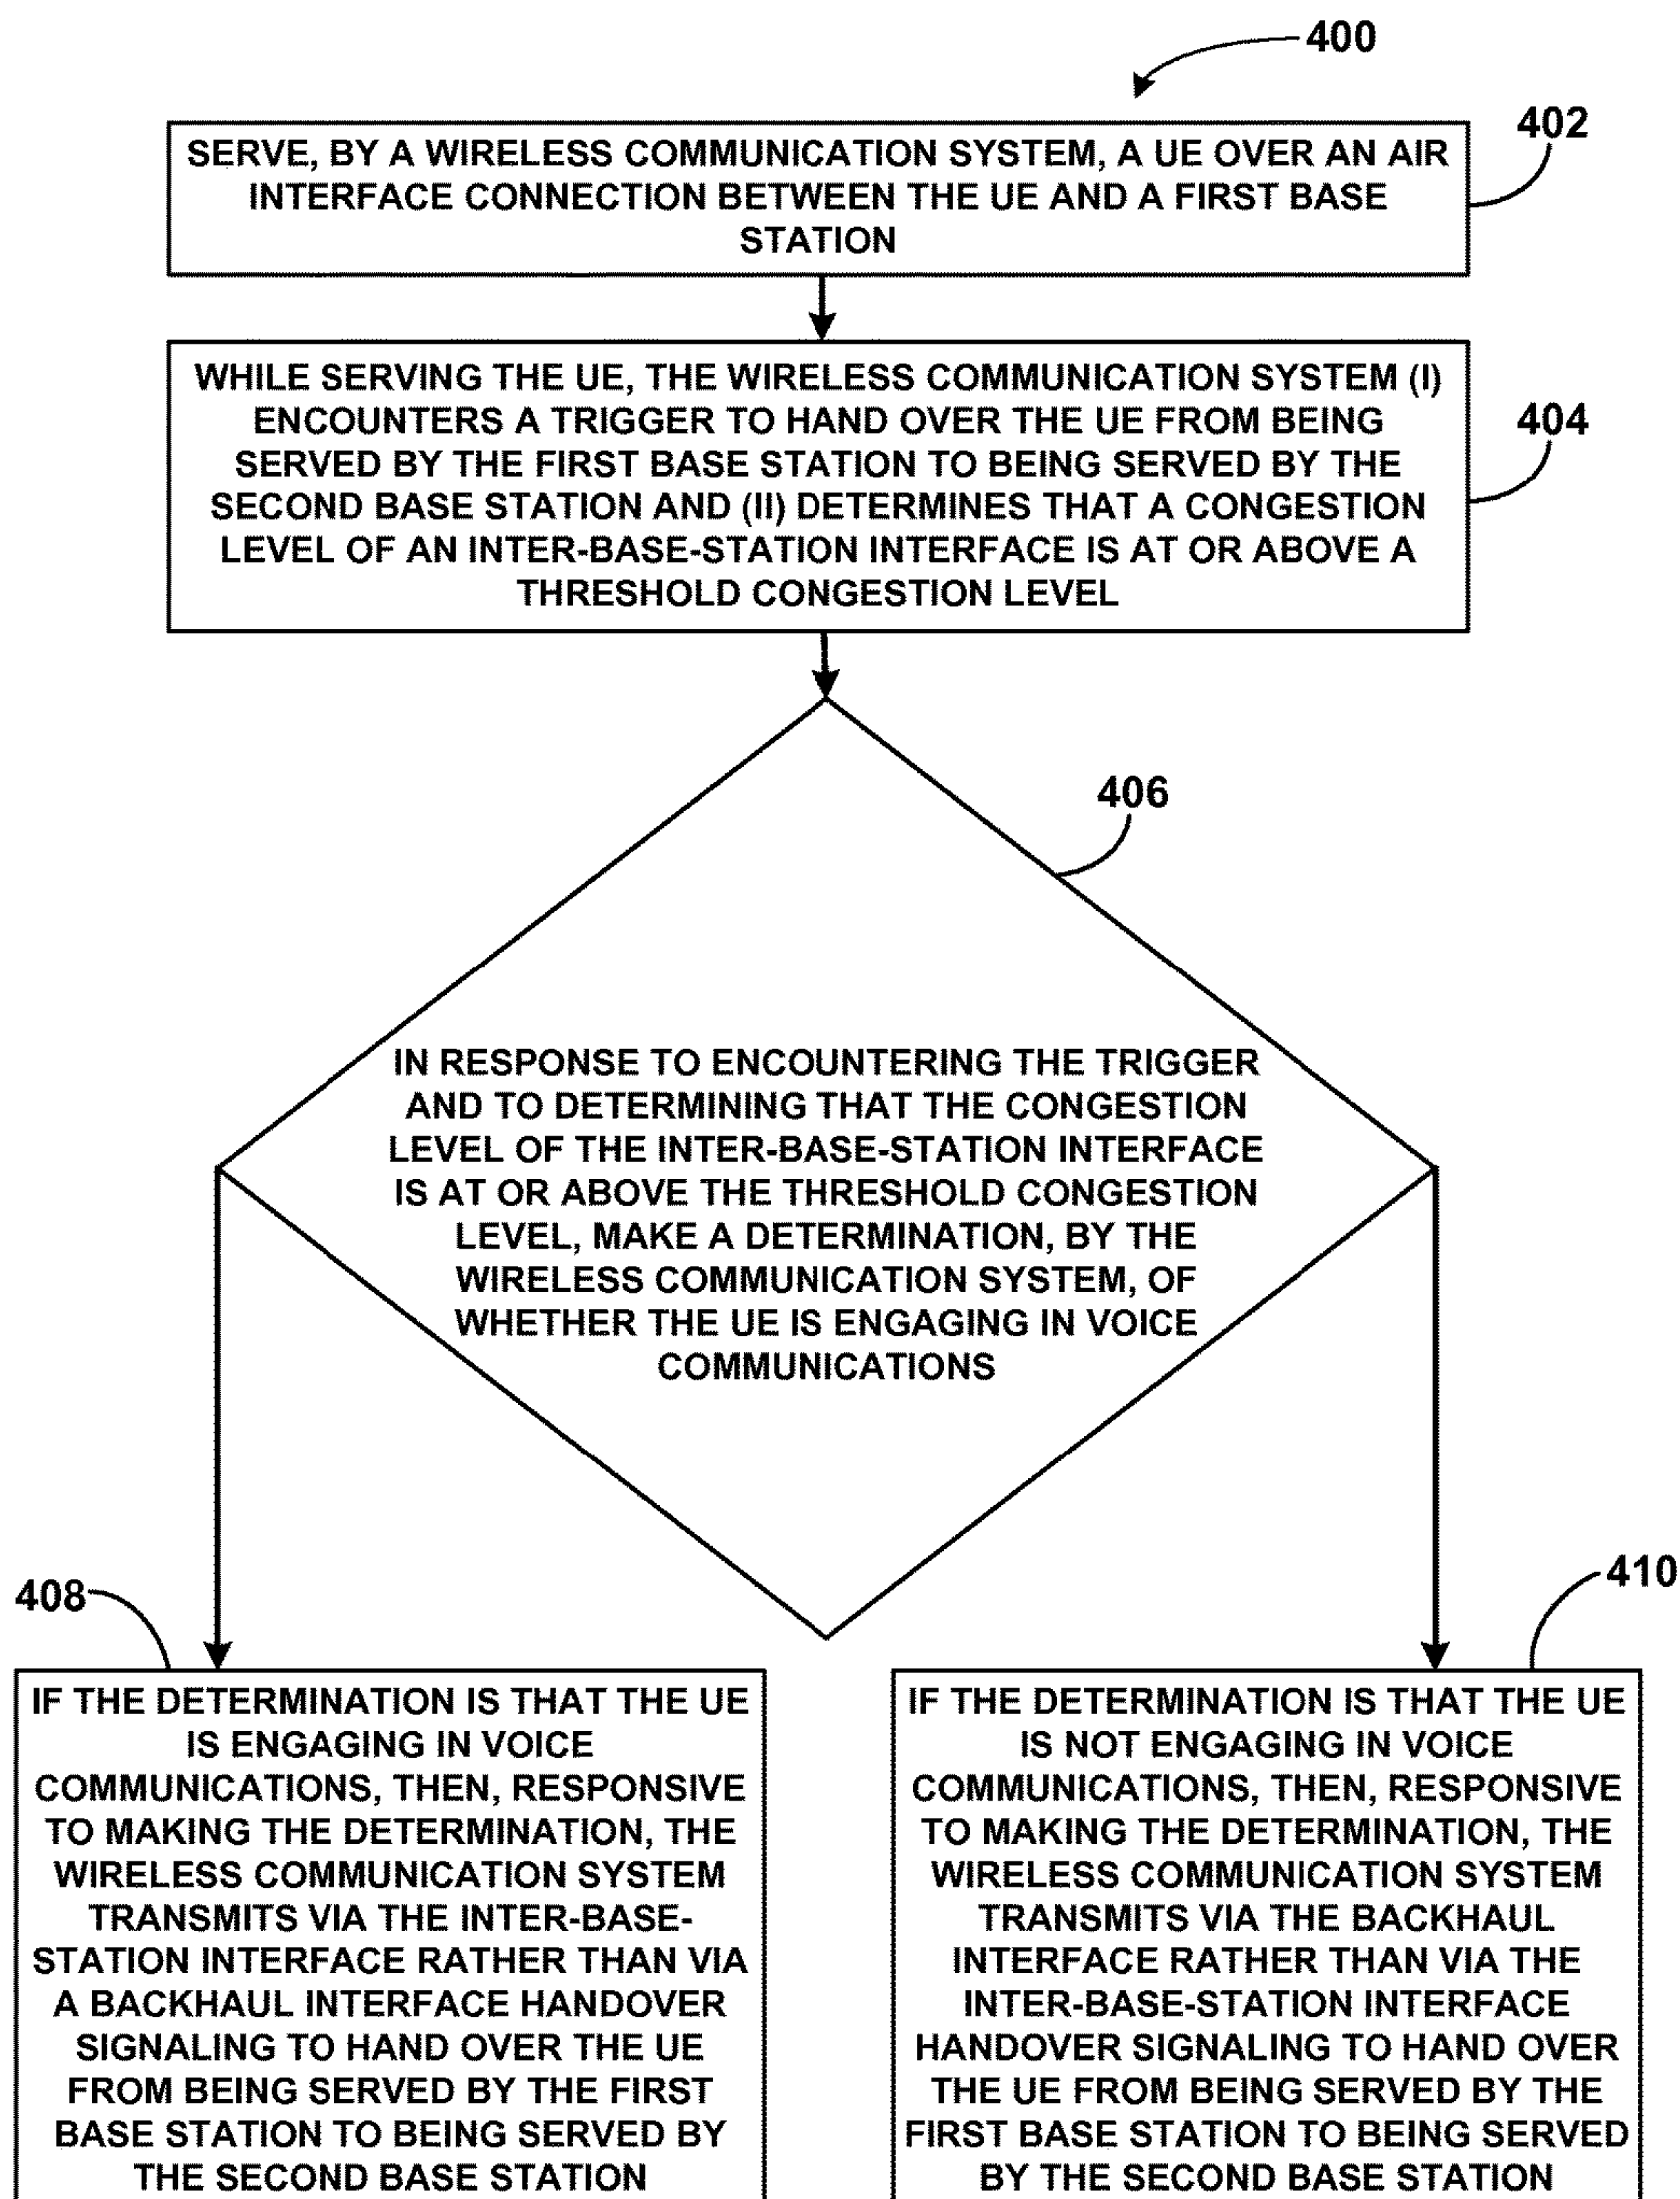 400
402
SERVE, BY A WIRELESS COMMUNICATION SYSTEM, A UE OVER AN AIR
INTERFACE CONNECTION BETWEEN THE UE AND A FIRST BASE
STATION
404
WHILE SERVING THE UE, THE WIRELESS COMMUNICATION SYSTEM (I)
ENCOUNTERS A TRIGGER TO HAND OVER THE UE FROM BEING
SERVED BY THE FIRST BASE STATION TO BEING SERVED BY THE
SECOND BASE STATION AND (II) DETERMINES THAT A CONGESTION
LEVEL OF AN INTER-BASE-STATION INTERFACE IS AT OR ABOVE A
THRESHOLD CONGESTION LEVEL
406
IN RESPONSE TO ENCOUNTERING THE TRIGGER
AND TO DETERMINING THAT THE CONGESTION
LEVEL OF THE INTER-BASE-STATION INTERFACE
IS AT OR ABOVE THE THRESHOLD CONGESTION
LEVEL, MAKE A DETERMINATION, BY THE
WIRELESS COMMUNICATION SYSTEM, OF
WHETHER THE UE IS ENGAGING IN VOICE
COMMUNICATIONS
408
IF THE DETERMINATION IS THAT THE UE
IS ENGAGING IN VOICE
COMMUNICATIONS, THEN, RESPONSIVE
TO MAKING THE DETERMINATION, THE
WIRELESS COMMUNICATION SYSTEM
TRANSMITS VIA THE INTER-BASE-
STATION INTERFACE RATHER THAN VIA
A BACKHAUL INTERFACE HANDOVER
SIGNALING TO HAND OVER THE UE
FROM BEING SERVED BY THE FIRST
BASE STATION TO BEING SERVED BY
THE SECOND BASE STATION
410
IF THE DETERMINATION IS THAT THE UE
IS NOT ENGAGING IN VOICE
COMMUNICATIONS, THEN, RESPONSIVE
TO MAKING THE DETERMINATION, THE
WIRELESS COMMUNICATION SYSTEM
TRANSMITS VIA THE BACKHAUL
INTERFACE RATHER THAN VIA THE
INTER-BASE-STATION INTERFACE
HANDOVER SIGNALING TO HAND OVER
THE UE FROM BEING SERVED BY THE
FIRST BASE STATION TO BEING SERVED
BY THE SECOND BASE STATION